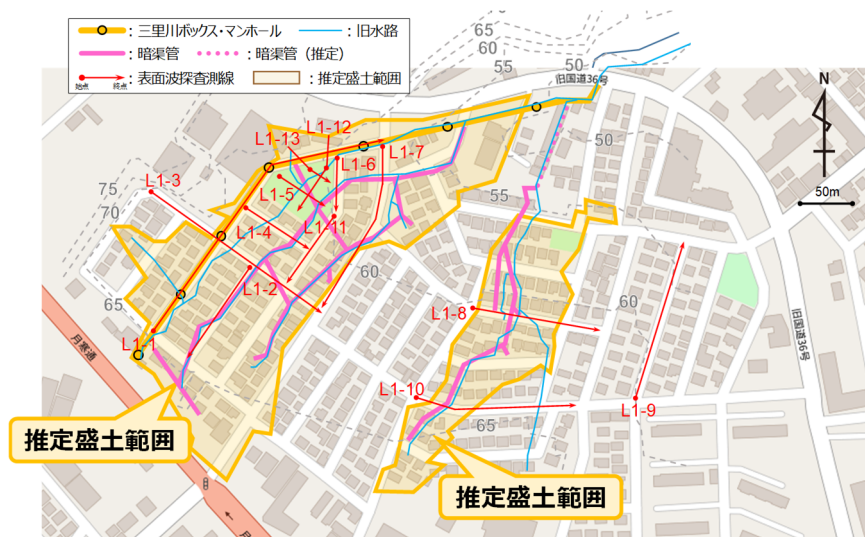 ：三里川ボックス・マンホール
：旧水路
：暗渠管
：暗渠管（推定）
始点
終点
：表面波探査測線
：推定盛土範囲
65
60
55
50
旧国道36号
N
50m
50
55
60
60
65
65
70
75
L1-12
L1-13
L1-6
L1-7
L1-3
L1-5
L1-4
L1-11
L1-2
L1-1
L1-8
L1-10
L1-9
月寒通
旧国道36号
推定盛土範囲
推定盛土範囲
月